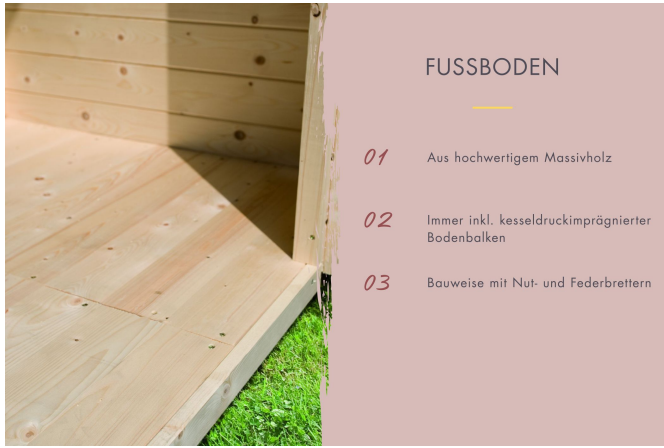 FUSSBODEN
01 Aus hochwertigem Massivholz
02 Immer inkl. kesseldruckimprägnierter
Bodenbalken
03 Bauweise mit Nut- und Federbrettern